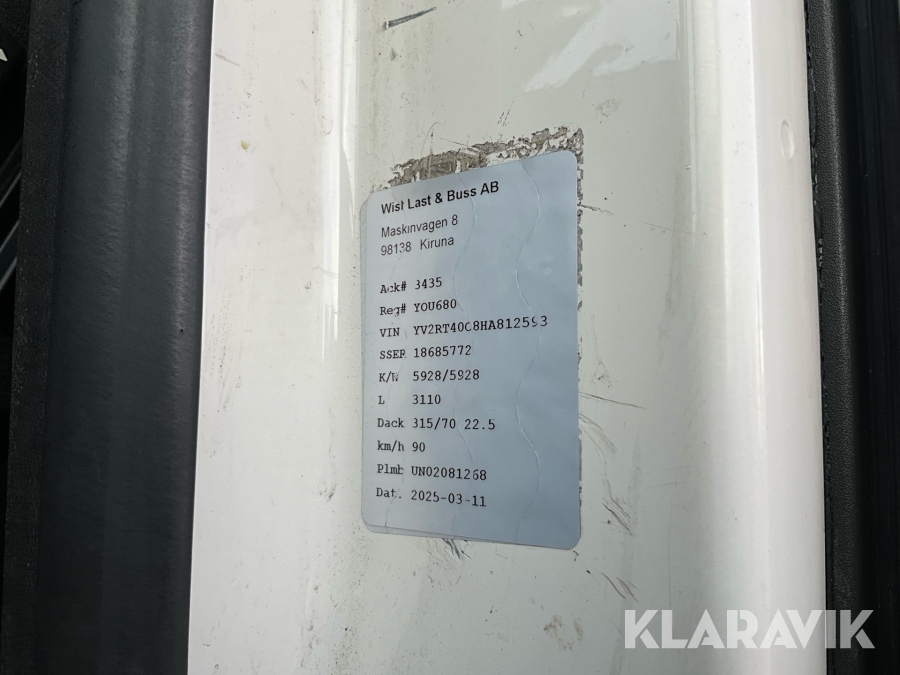 Wist Last & Buss AB
Maskinvagen 8
98138 Kiruna
Ack# 3435
Reg# YOU680
VIN YV2RT40C8HA812593
SSER 18685772
K/W 5928/5928
L 3110
Dack 315/70 22.5
km/h 90
Plmb UN02081268
Dat. 2025-03-11
KLARAVIK